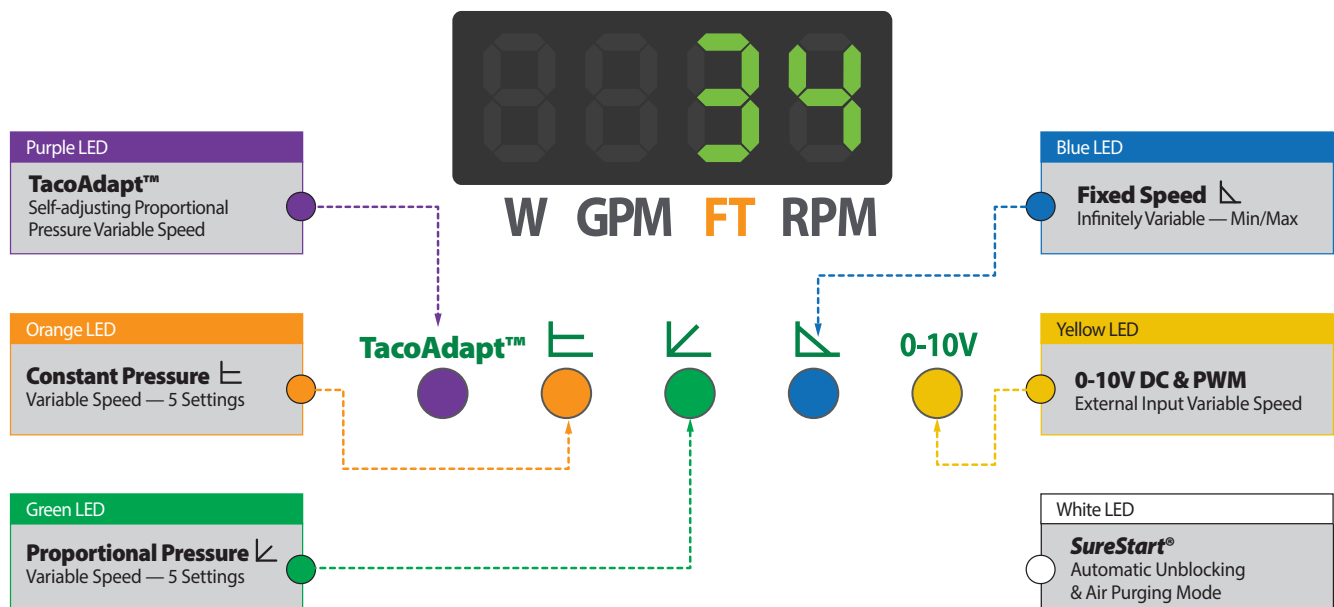 34
W GPM FT RPM
Purple LED
TacoAdapt™
Self-adjusting Proportional
Pressure Variable Speed
Blue LED
Fixed Speed
Infinitely Variable — Min/Max
Orange LED
Constant Pressure
Variable Speed — 5 Settings
TacoAdapt™
0-10V
Yellow LED
0-10V DC & PWM
External Input Variable Speed
Green LED
Proportional Pressure
Variable Speed — 5 Settings
White LED
SureStart®
Automatic Unblocking
& Air Purging Mode